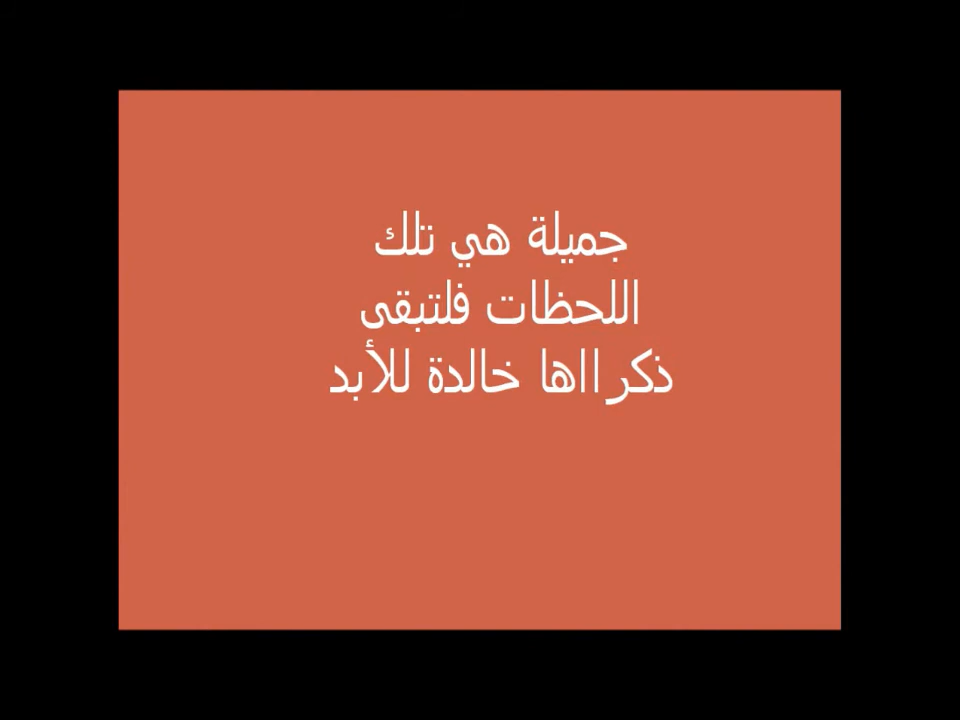 جميلة هي تلك
اللحظات فلتبقى
ذكرااها خالدة للأبد